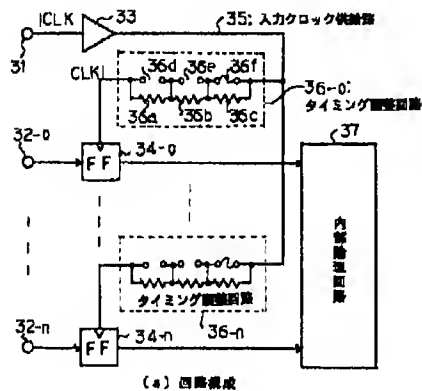 ICLK
33
35:入力クロック供給路
31
CLKI
36d
36e
36f
36-0:
タイミング調整回路
36a
36b
36c
37
32-0
FF
34-0
内部論理回路
タイミング調整回路
36-n
32-n
FF
34-n
(a) 回路構成